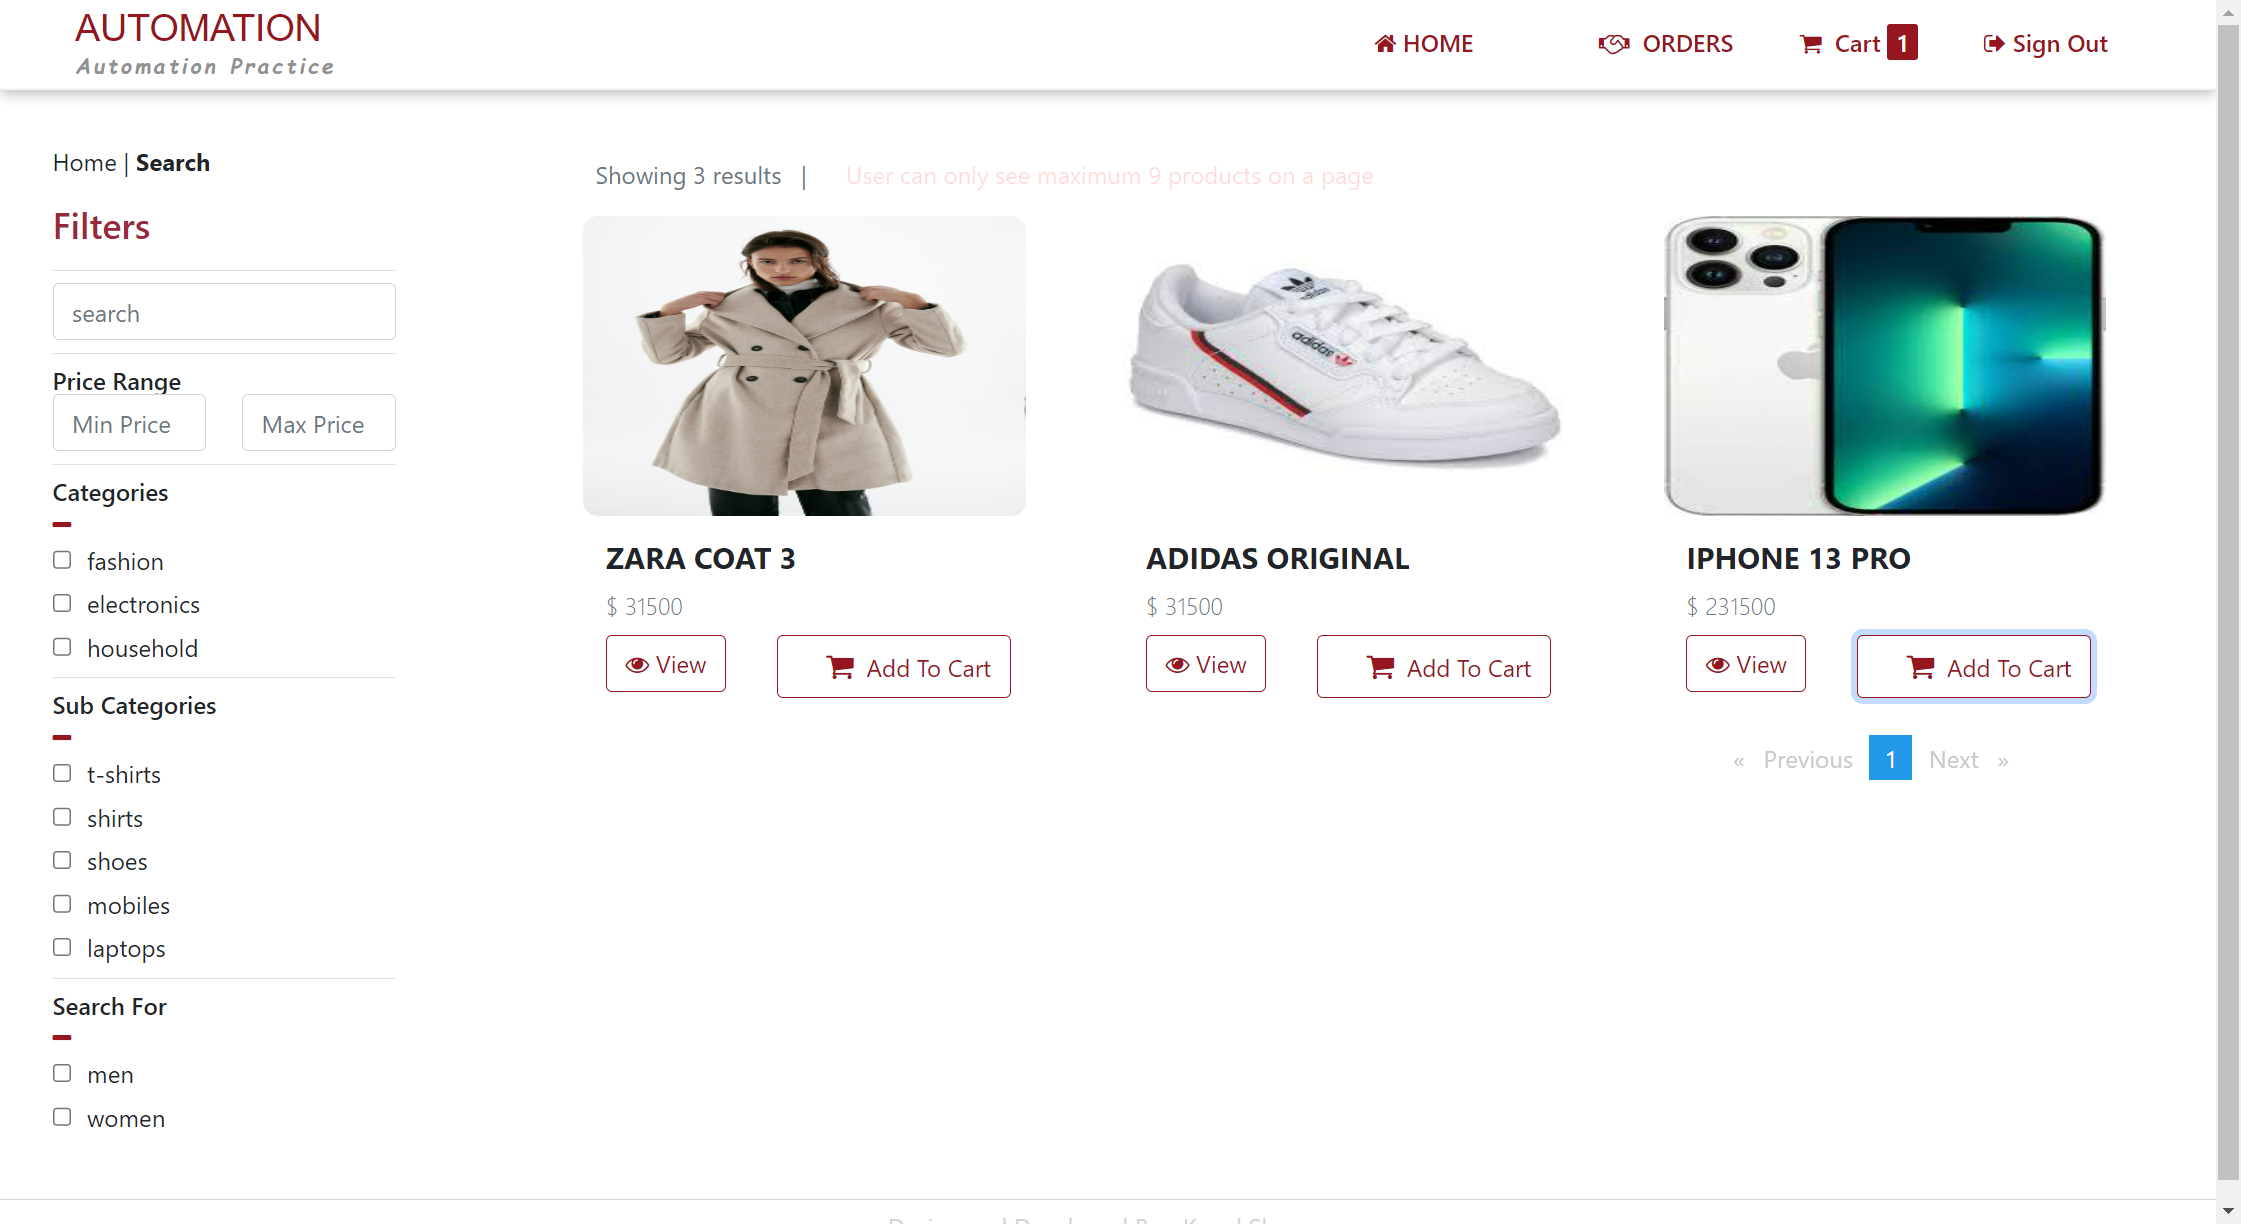 AUTOMATION
Automation Practice
HOME
ORDERS
Cart 1
Sign Out
Home | Search
Filters
search
Price Range
Min Price
Max Price
Categories
fashion
electronics
household
Sub Categories
t-shirts
shirts
shoes
mobiles
laptops
Search For
men
women
Showing 3 results |
User can only see maximum 9 products on a page
adidas
adidas
ZARA COAT 3
$ 31500
View
Add To Cart
ADIDAS ORIGINAL
$ 31500
View
Add To Cart
IPHONE 13 PRO
$ 231500
View
Add To Cart
« Previous 1 Next »